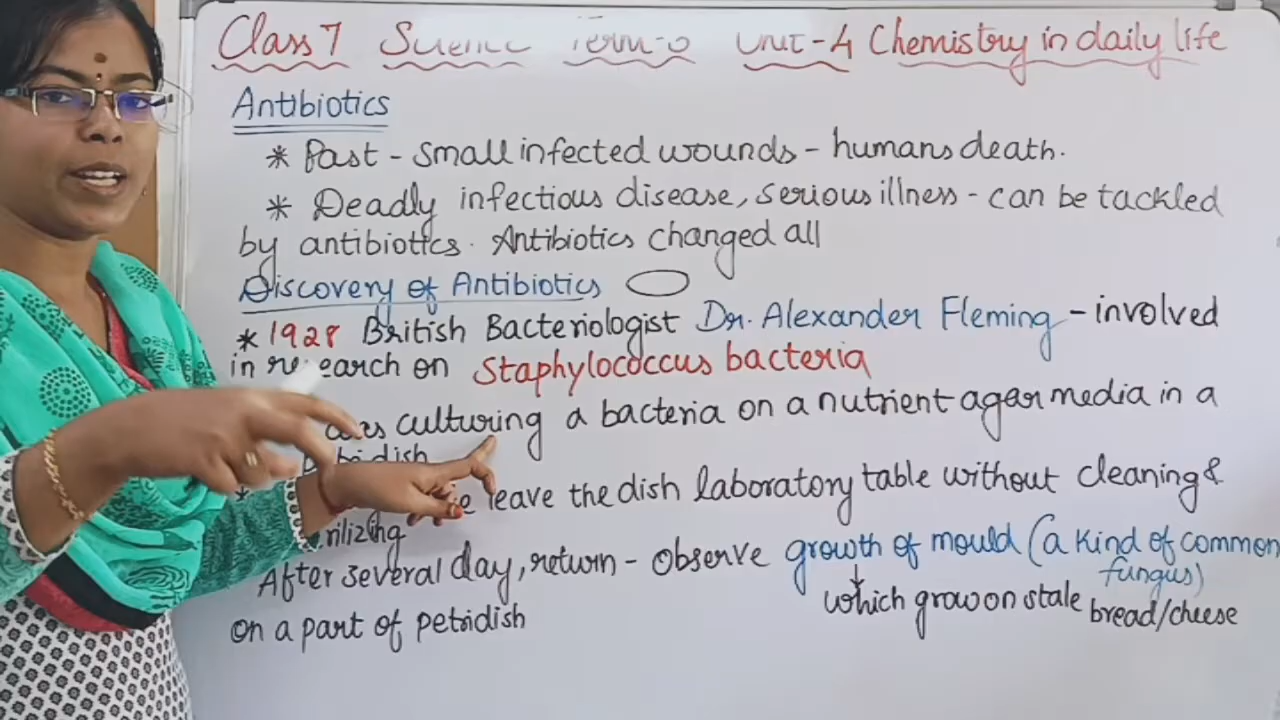 Class 7 Science Term-3 Unit-4 Chemistry in daily life
Antibiotics
* Past - small infected wounds - humans death.
* Deadly infectious disease, serious illness - can be tackled
by antibiotics. Antibiotics changed all
Discovery of Antibiotics
* 1928 British Bacteriologist Dr. Alexander Fleming - involved
in research on Staphylococcus bacteria
culturing a bacteria on a nutrient agar media in a
dish
* leave the dish laboratory table without cleaning &
After several day, return - observe growth of mould (a kind of common
fungus)
on a part of petridish
which grow on stale bread/cheese